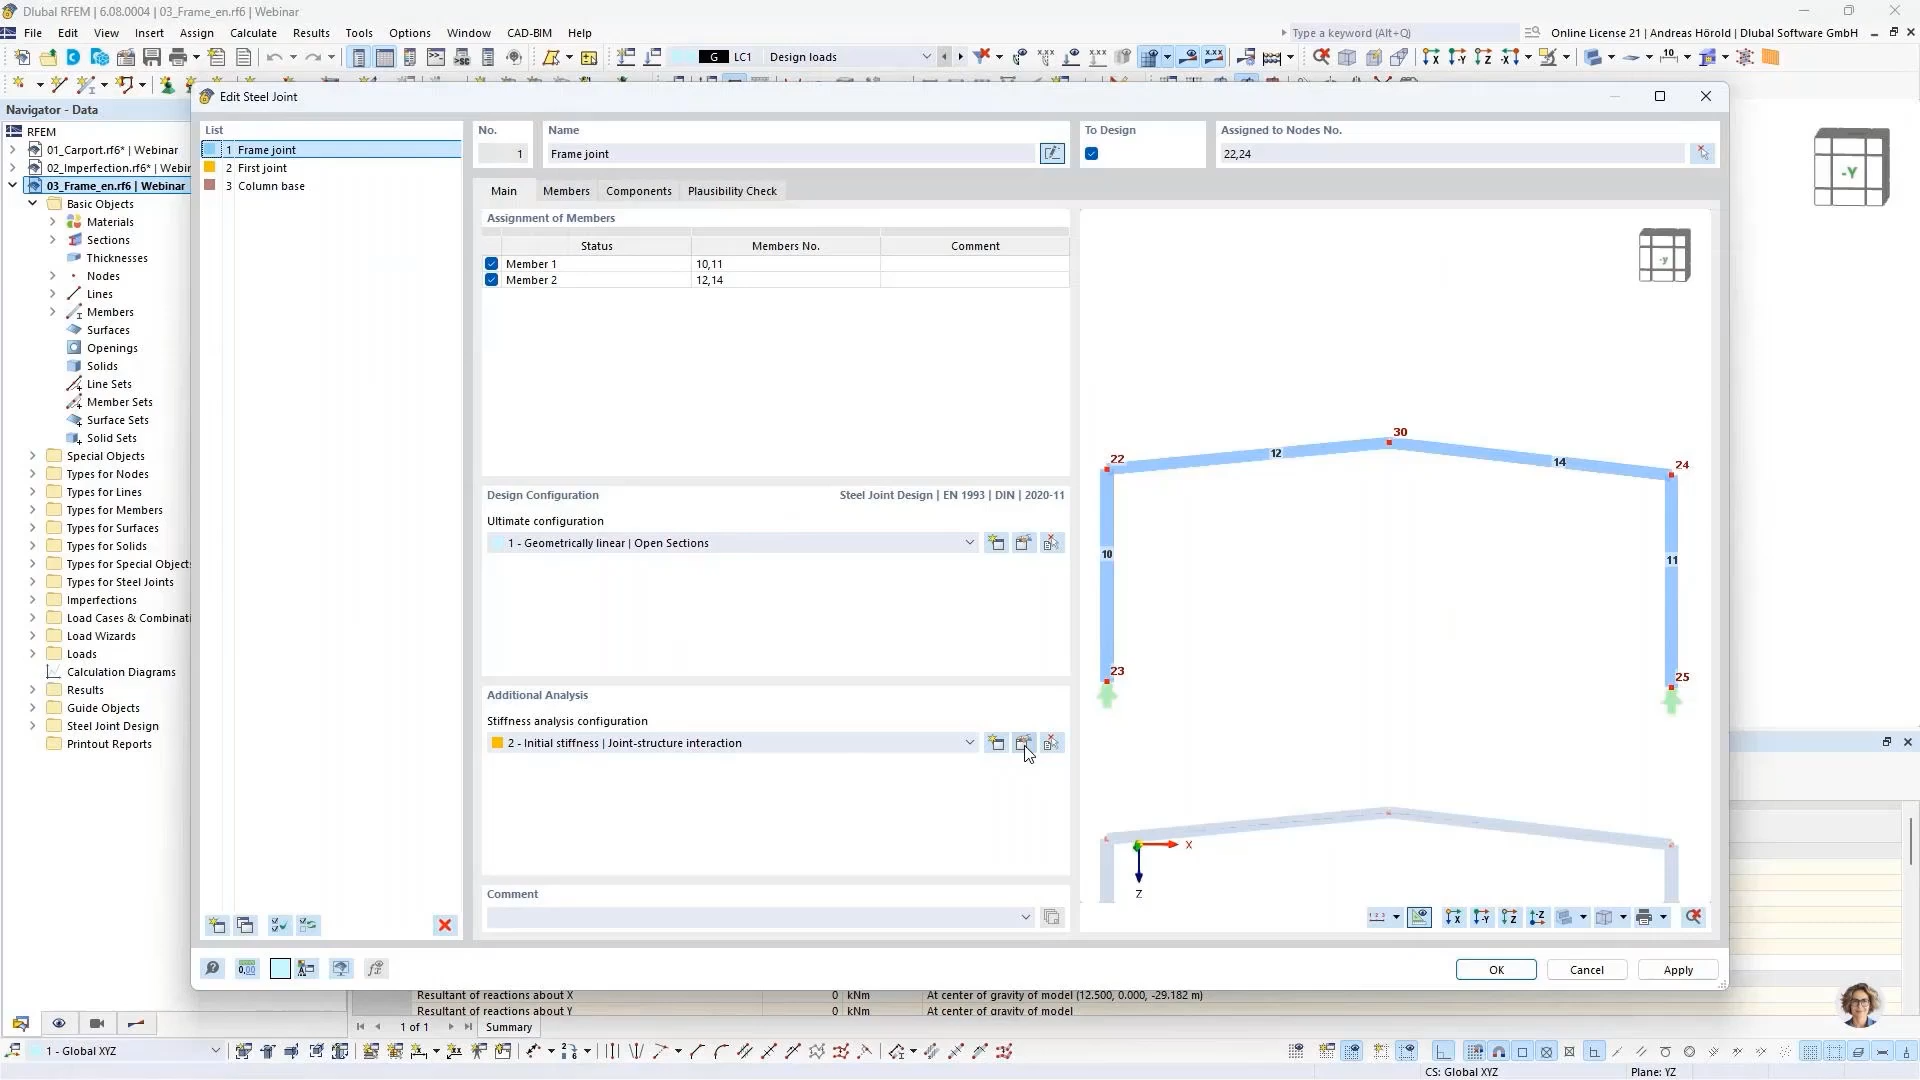 Dlubal RFEM | 6.08.0004 | 03_Frame_en.rf6 | Webinar
File Edit View Insert Assign Calculate Results Tools Options Window CAD-BIM Help
Type a keyword (Alt+Q)
Online License 21 | Andreas Hörold | Dlubal Software GmbH
G LC1 Design loads
Navigator - Data
RFEM
01_Carport.rf6* | Webinar
02_Imperfection.rf6* | Webir
03_Frame_en.rf6 | Webinar
Basic Objects
Materials
Sections
Thicknesses
Nodes
Lines
Members
Surfaces
Openings
Solids
Line Sets
Member Sets
Surface Sets
Solid Sets
Special Objects
Types for Nodes
Types for Lines
Types for Members
Types for Surfaces
Types for Solids
Types for Special Objects
Types for Steel Joints
Imperfections
Load Cases & Combinati
Load Wizards
Loads
Calculation Diagrams
Results
Guide Objects
Steel Joint Design
Printout Reports
Edit Steel Joint
List
1 Frame joint
2 First joint
3 Column base
No.
1
Name
Frame joint
To Design
Assigned to Nodes No.
22,24
Main Members Components Plausibility Check
Assignment of Members
Status Members No. Comment
Member 1 10,11
Member 2 12,14
Design Configuration Steel Joint Design | EN 1993 | DIN | 2020-11
Ultimate configuration
1 - Geometrically linear | Open Sections
Additional Analysis
Stiffness analysis configuration
2 - Initial stiffness | Joint-structure interaction
Comment
-Y
-y
30
22 12 14 24
10 11
23 25
X
Z
OK Cancel Apply
Resultant of reactions about X 0 kNm At center of gravity of model (12.500, 0.000, -29.182 m)
Resultant of reactions about Y 0 kNm At center of gravity of model
1 of 1 Summary
1 - Global XYZ
CS: Global XYZ Plane: YZ